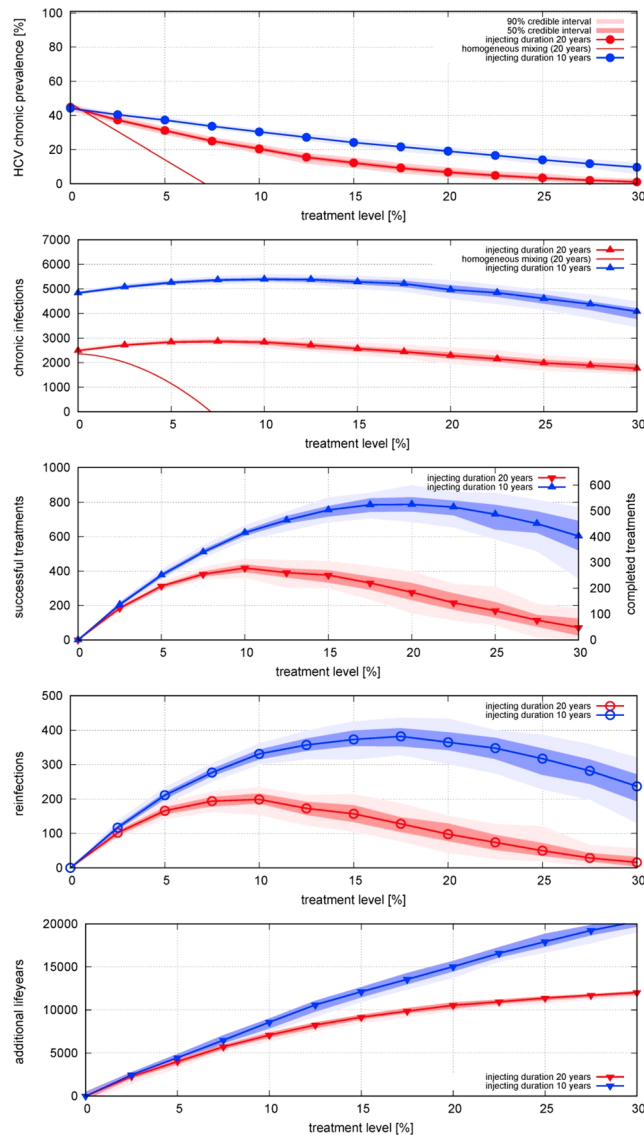 HCV chronic prevalence [%]
100
80
60
40
20
0
90% credible interval
50% credible interval
injecting duration 20 years
homogeneous mixing (20 years)
injecting duration 10 years
0 5 10 15 20 25 30
treatment level [%]
chronic infections
7000
6000
5000
4000
3000
2000
1000
0
injecting duration 20 years
homogeneous mixing (20 years)
injecting duration 10 years
0 5 10 15 20 25 30
treatment level [%]
successful treatments
1000
800
600
400
200
0
injecting duration 20 years
injecting duration 10 years
600
500
400
300
200
100
0
completed treatments
0 5 10 15 20 25 30
treatment level [%]
reinfections
500
400
300
200
100
0
injecting duration 20 years
injecting duration 10 years
0 5 10 15 20 25 30
treatment level [%]
additional lifeyears
20000
15000
10000
5000
0
injecting duration 20 years
injecting duration 10 years
0 5 10 15 20 25 30
treatment level [%]